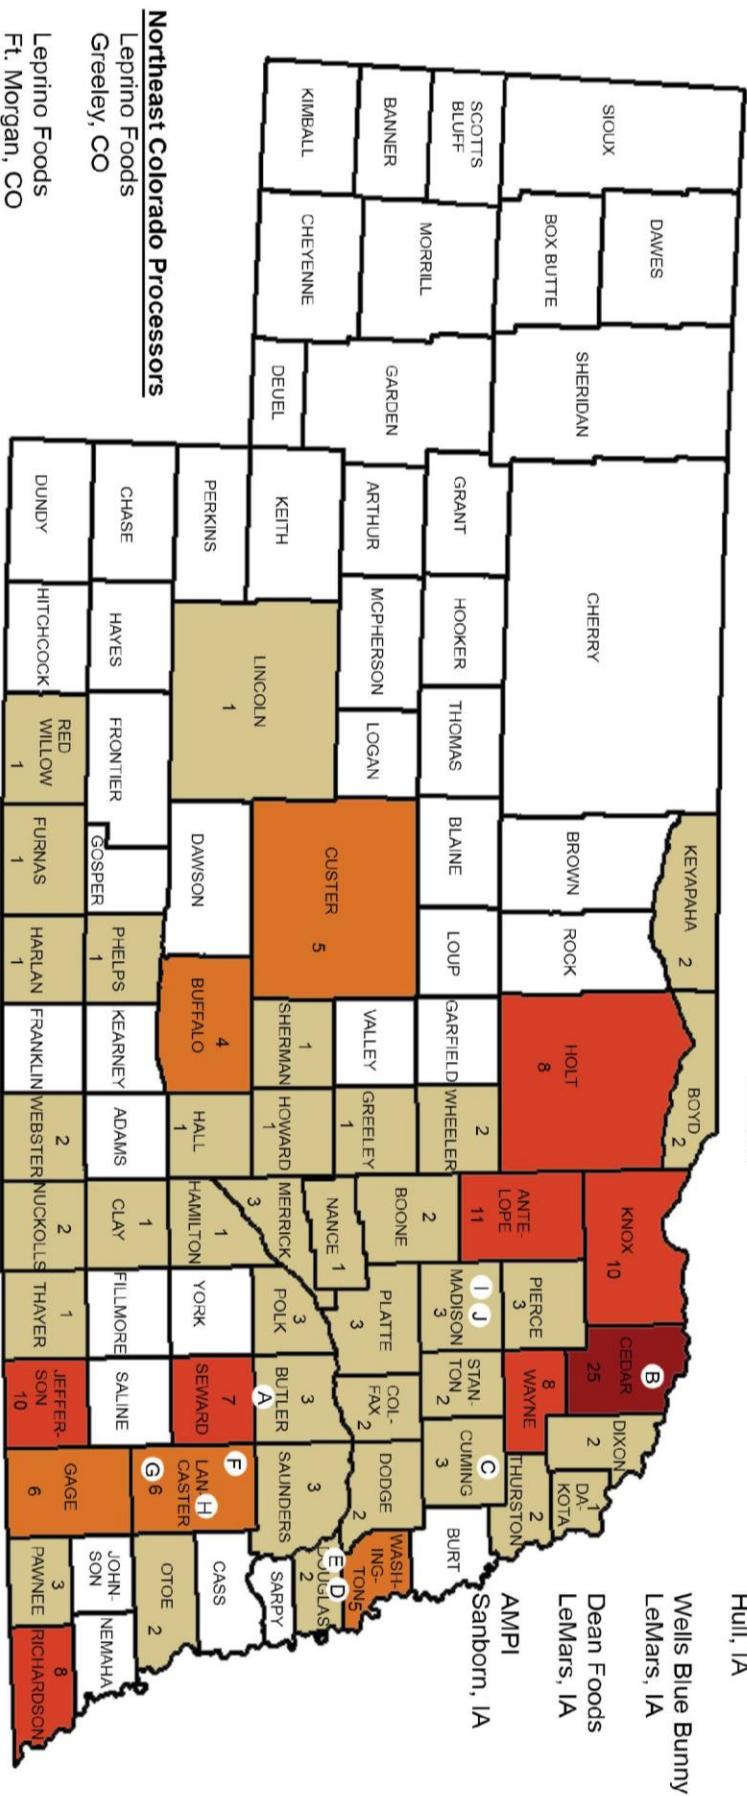 SIOUX
DAWES
BOX BUTTE
SHERIDAN
CHERRY
KEYAPAHA
2
BROWN
ROCK
BOYD
2
HOLT
8
KNOX
10
CEDAR
25
B
DIXON
2
DA-
KOTA
1
ANTE-
LOPE
11
PIERCE
3
WAYNE
8
THURSTON
2
SCOTTS
BLUFF
BANNER
KIMBALL
MORRILL
CHEYENNE
GARDEN
DEUEL
GRANT
HOOKER
THOMAS
BLAINE
LOUP
GARFIELD
WHEELER
2
BOONE
2
MADISON
3
I
J
STAN-
TON
2
CUMING
3
C
BURT
ARTHUR
MCPHERSON
LOGAN
CUSTER
5
VALLEY
GREELEY
1
NANCE
1
PLATTE
3
COL-
FAX
2
DODGE
2
WASH-
ING-
TON
5
KEITH
LINCOLN
1
SHERMAN
1
HOWARD
1
MERRICK
3
POLK
3
BUTLER
3
A
SAUNDERS
3
DOUGLAS
2
E
D
SARPY
PERKINS
DAWSON
BUFFALO
4
HALL
1
HAMILTON
1
YORK
SEWARD
7
LAN-
CASTER
6
F
G
H
CASS
OTOE
2
CHASE
HAYES
FRONTIER
GOSPER
PHELPS
1
KEARNEY
ADAMS
CLAY
1
FILLMORE
SALINE
GAGE
6
JOHN-
SON
NEMAHA
DUNDY
HITCHCOCK
RED
WILLOW
1
FURNAS
1
HARLAN
1
FRANKLIN
WEBSTER
2
NUCKOLLS
2
THAYER
1
JEFFER-
SON
10
PAWNEE
3
RICHARDSON
8
Hull, IA
Wells Blue Bunny
LeMars, IA
Dean Foods
LeMars, IA
AMPI
Sanborn, IA
Northeast Colorado Processors
Leprino Foods
Greeley, CO
Leprino Foods
Ft. Morgan, CO